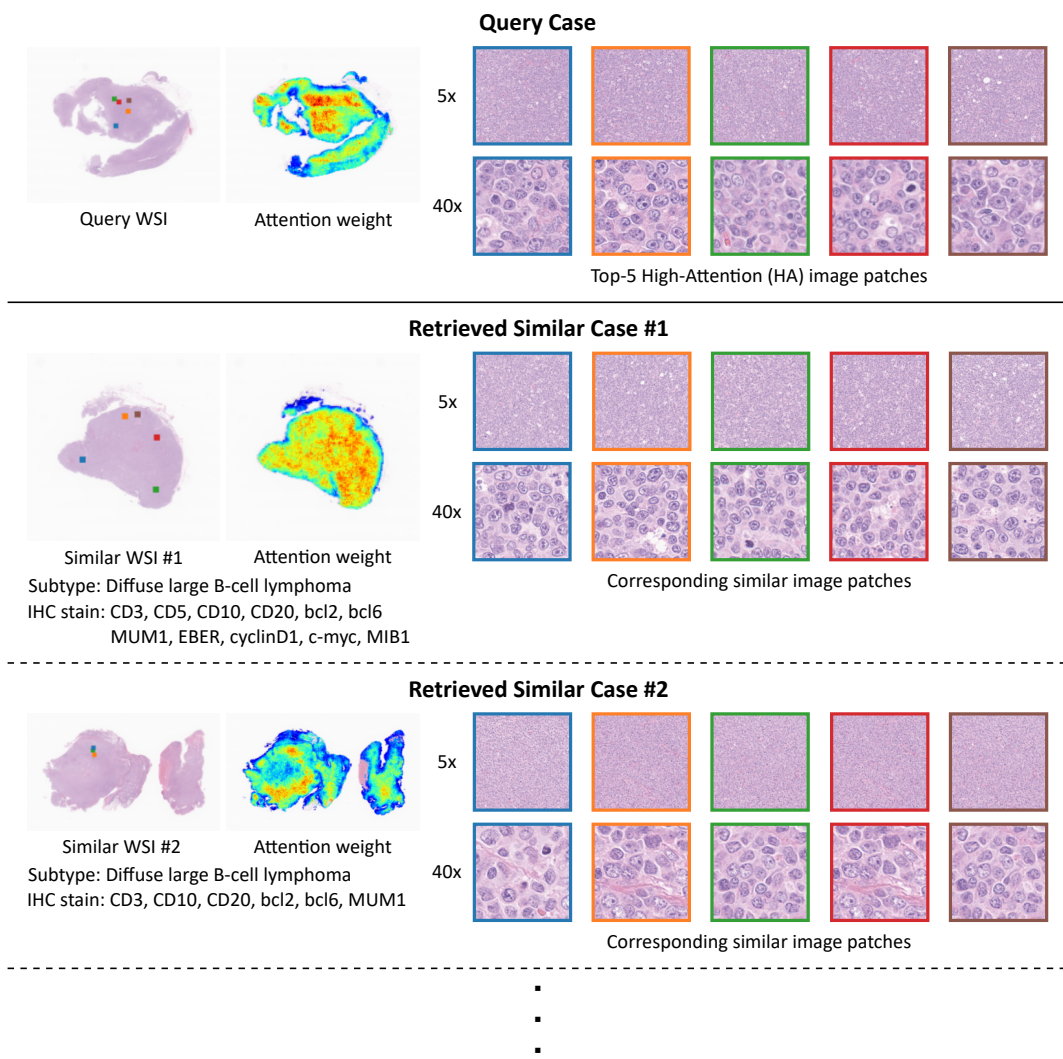 Query Case
5x
40x
Query WSI
Attention weight
Top-5 High-Attention (HA) image patches
Retrieved Similar Case #1
5x
40x
Similar WSI #1
Attention weight
Corresponding similar image patches
Subtype: Diffuse large B-cell lymphoma
IHC stain: CD3, CD5, CD10, CD20, bcl2, bcl6
MUM1, EBER, cyclinD1, c-myc, MIB1
Retrieved Similar Case #2
5x
40x
Similar WSI #2
Attention weight
Subtype: Diffuse large B-cell lymphoma
IHC stain: CD3, CD10, CD20, bcl2, bcl6, MUM1
Corresponding similar image patches